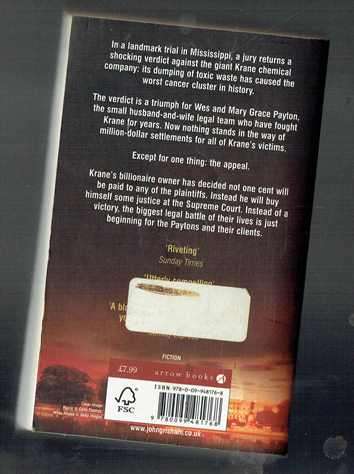 In a landmark trial in Mississippi, a jury returns a
shocking verdict against the giant Krane chemical
company: its dumping of toxic waste has caused the
worst cancer cluster in history.
The verdict is a triumph for Wes and Mary Grace Payton,
the small husband-and-wife legal team who have fought
Krane for years. Now nothing stands in the way of
million-dollar settlements for all of Krane's victims.
Except for one thing: the appeal.
Krane's billionaire owner has decided not one cent will
be paid to any of the plaintiffs. Instead he will buy
himself some justice at the Supreme Court. Instead of a
victory, the biggest legal battle of their lives is just
beginning for the Paytons and their clients.
'Riveting'
Sunday Times
'Utterly compelling'
'A bl
yo
FICTION
£7.99
arrow books
ISBN 978-0-09-948176-8
FSC
9 780099 481768
www.johngrisham.co.uk